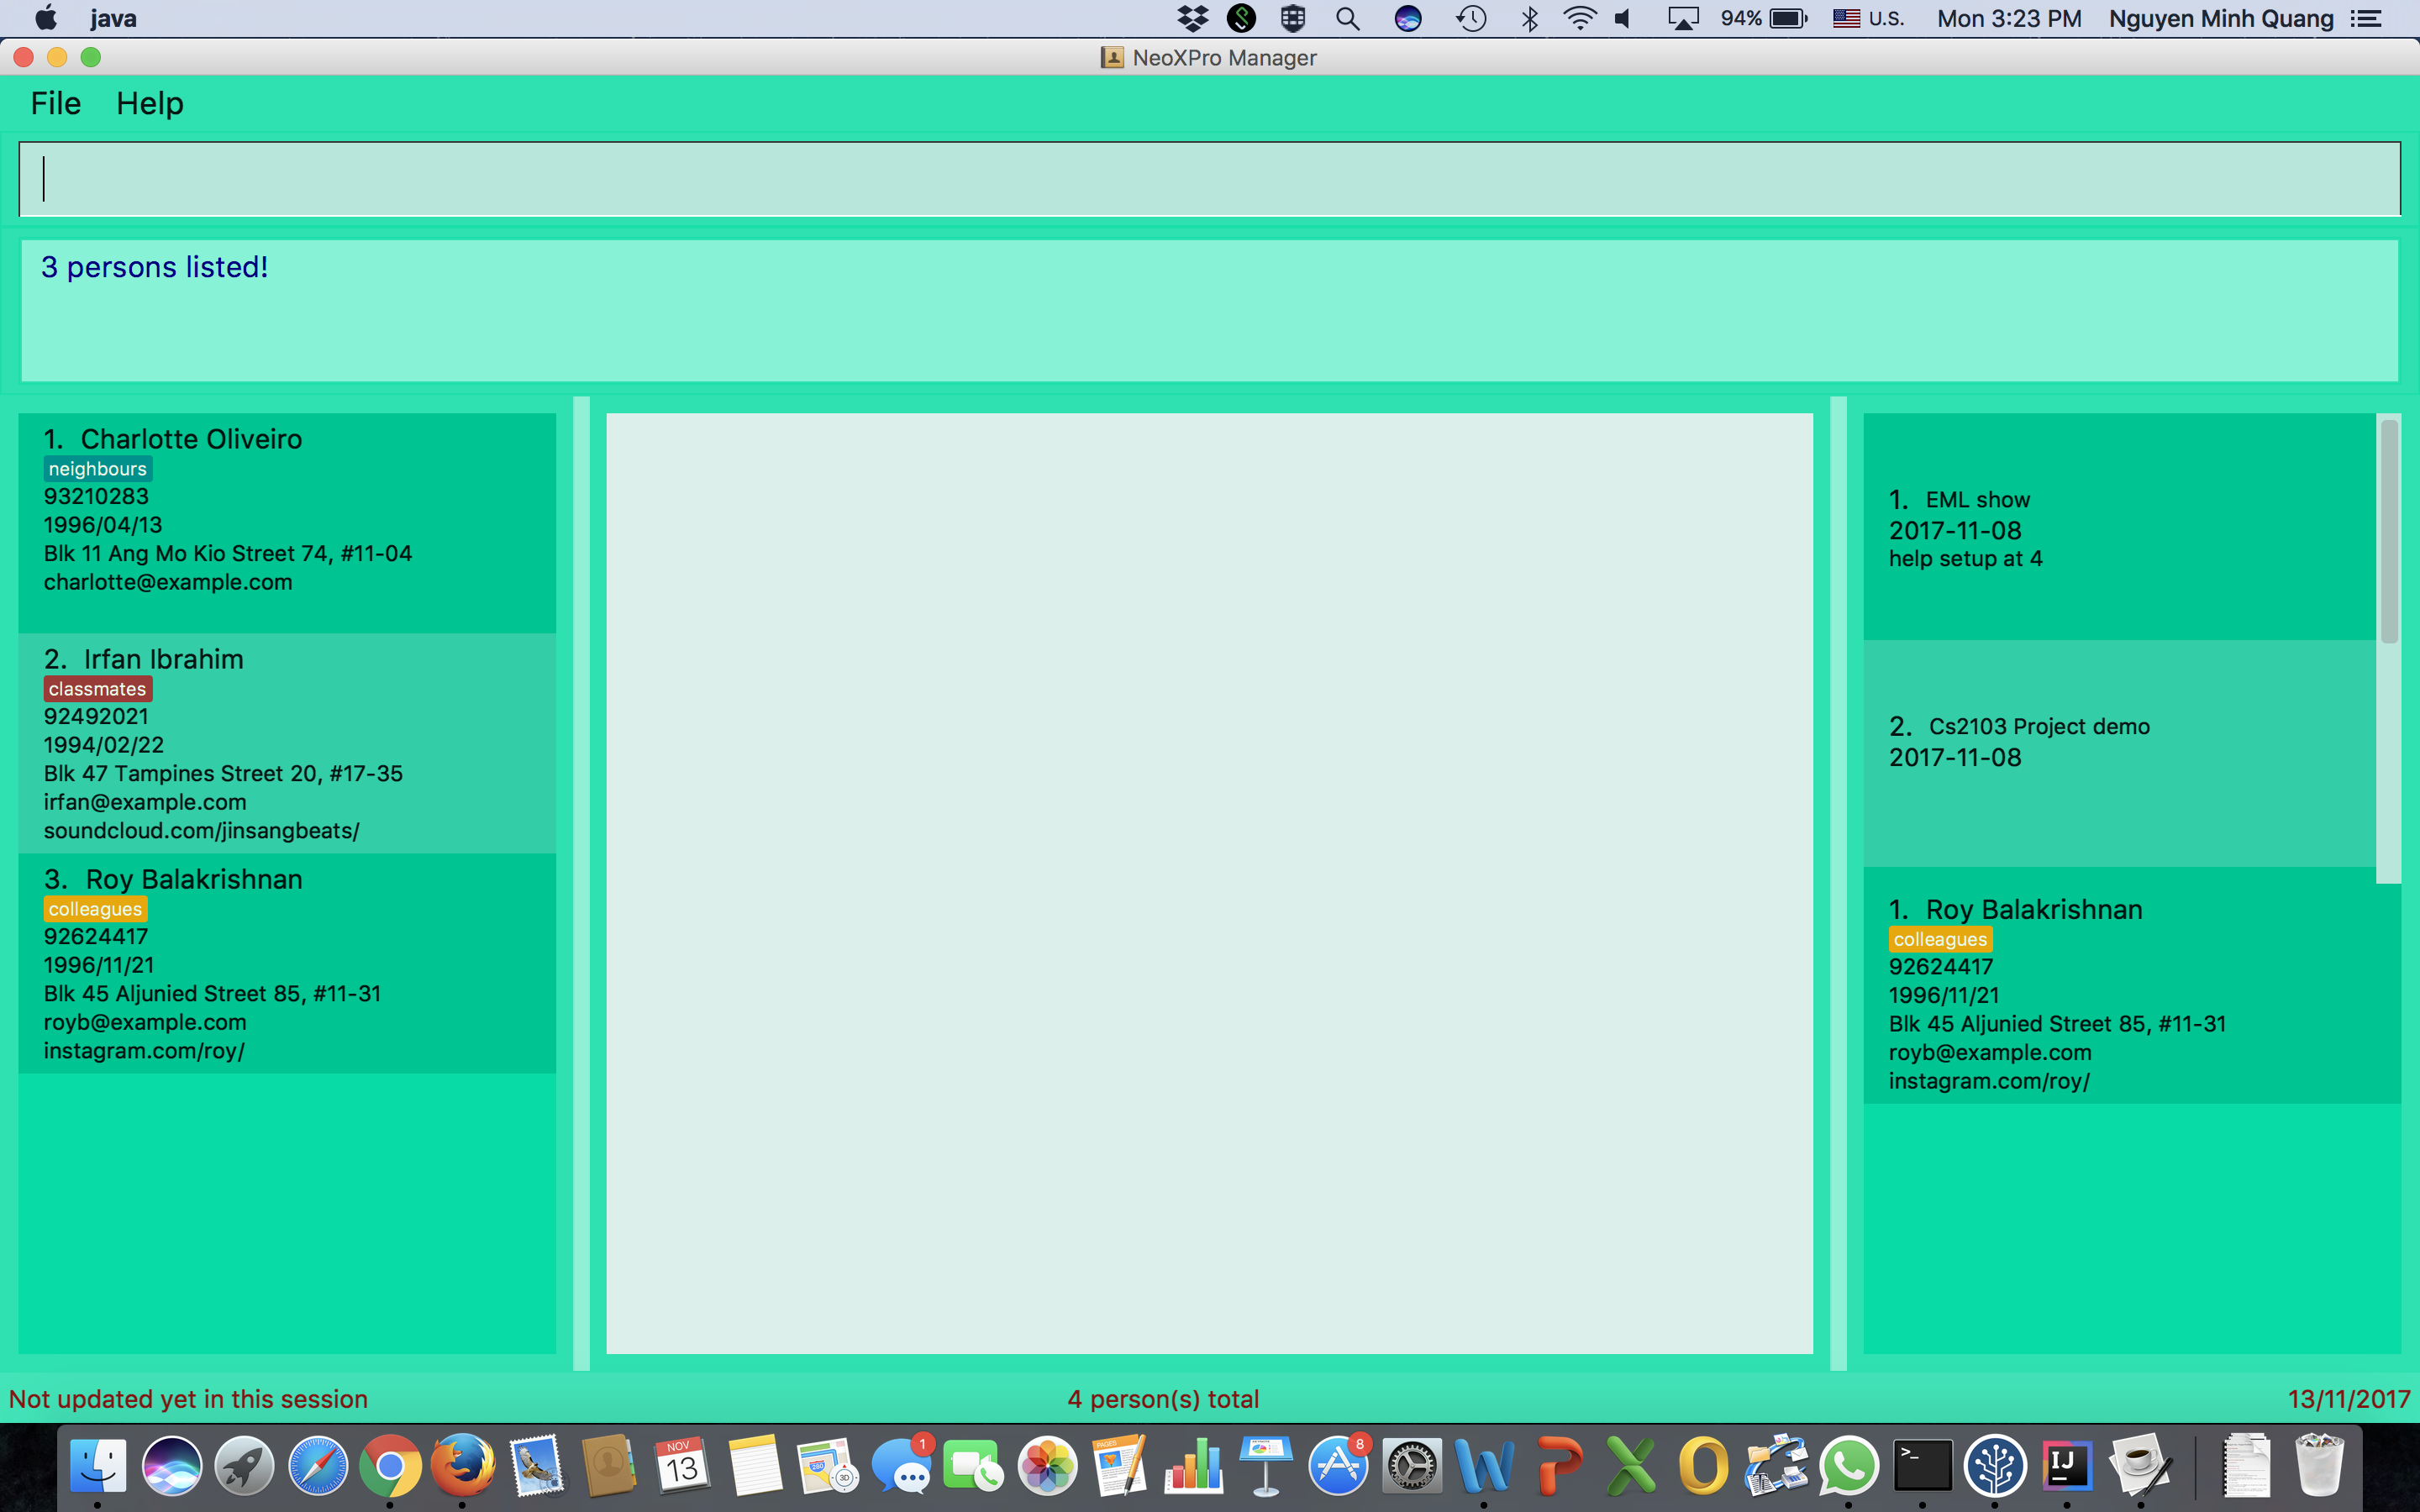 java
94%
U.S.
Mon 3:23 PM
Nguyen Minh Quang
NeoXPro Manager
File Help
3 persons listed!
1. Charlotte Oliveiro
neighbours
93210283
1996/04/13
Blk 11 Ang Mo Kio Street 74, #11-04
charlotte@example.com
2. Irfan Ibrahim
classmates
92492021
1994/02/22
Blk 47 Tampines Street 20, #17-35
irfan@example.com
soundcloud.com/jinsangbeats/
3. Roy Balakrishnan
colleagues
92624417
1996/11/21
Blk 45 Aljunied Street 85, #11-31
royb@example.com
instagram.com/roy/
1. EML show
2017-11-08
help setup at 4
2. Cs2103 Project demo
2017-11-08
1. Roy Balakrishnan
colleagues
92624417
1996/11/21
Blk 45 Aljunied Street 85, #11-31
royb@example.com
instagram.com/roy/
Not updated yet in this session
4 person(s) total
13/11/2017
NOV
13
280
3D
1
PAGES
8
W
P
X
O
>_
IJ